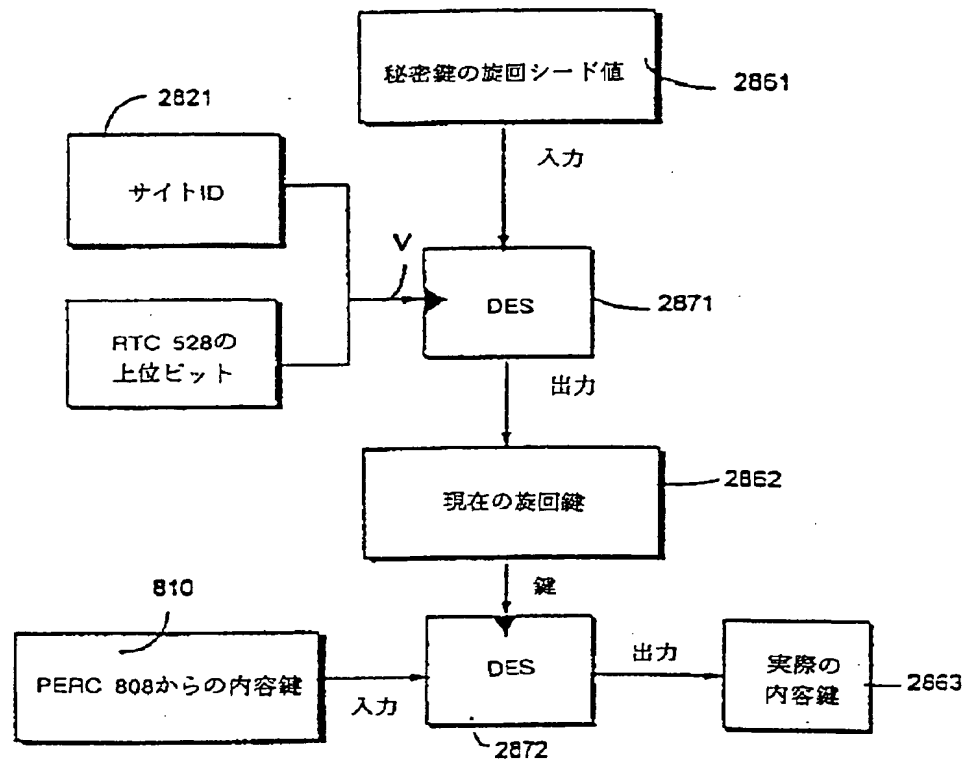 秘密鍵の旋回シード値
2861
2821
入力
サイトID
V
DES
2871
RTC 528の
上位ビット
出力
2862
現在の旋回鍵
810
鍵
PERC 808からの内容鍵
入力
DES
出力
実際の
内容鍵
2863
2872